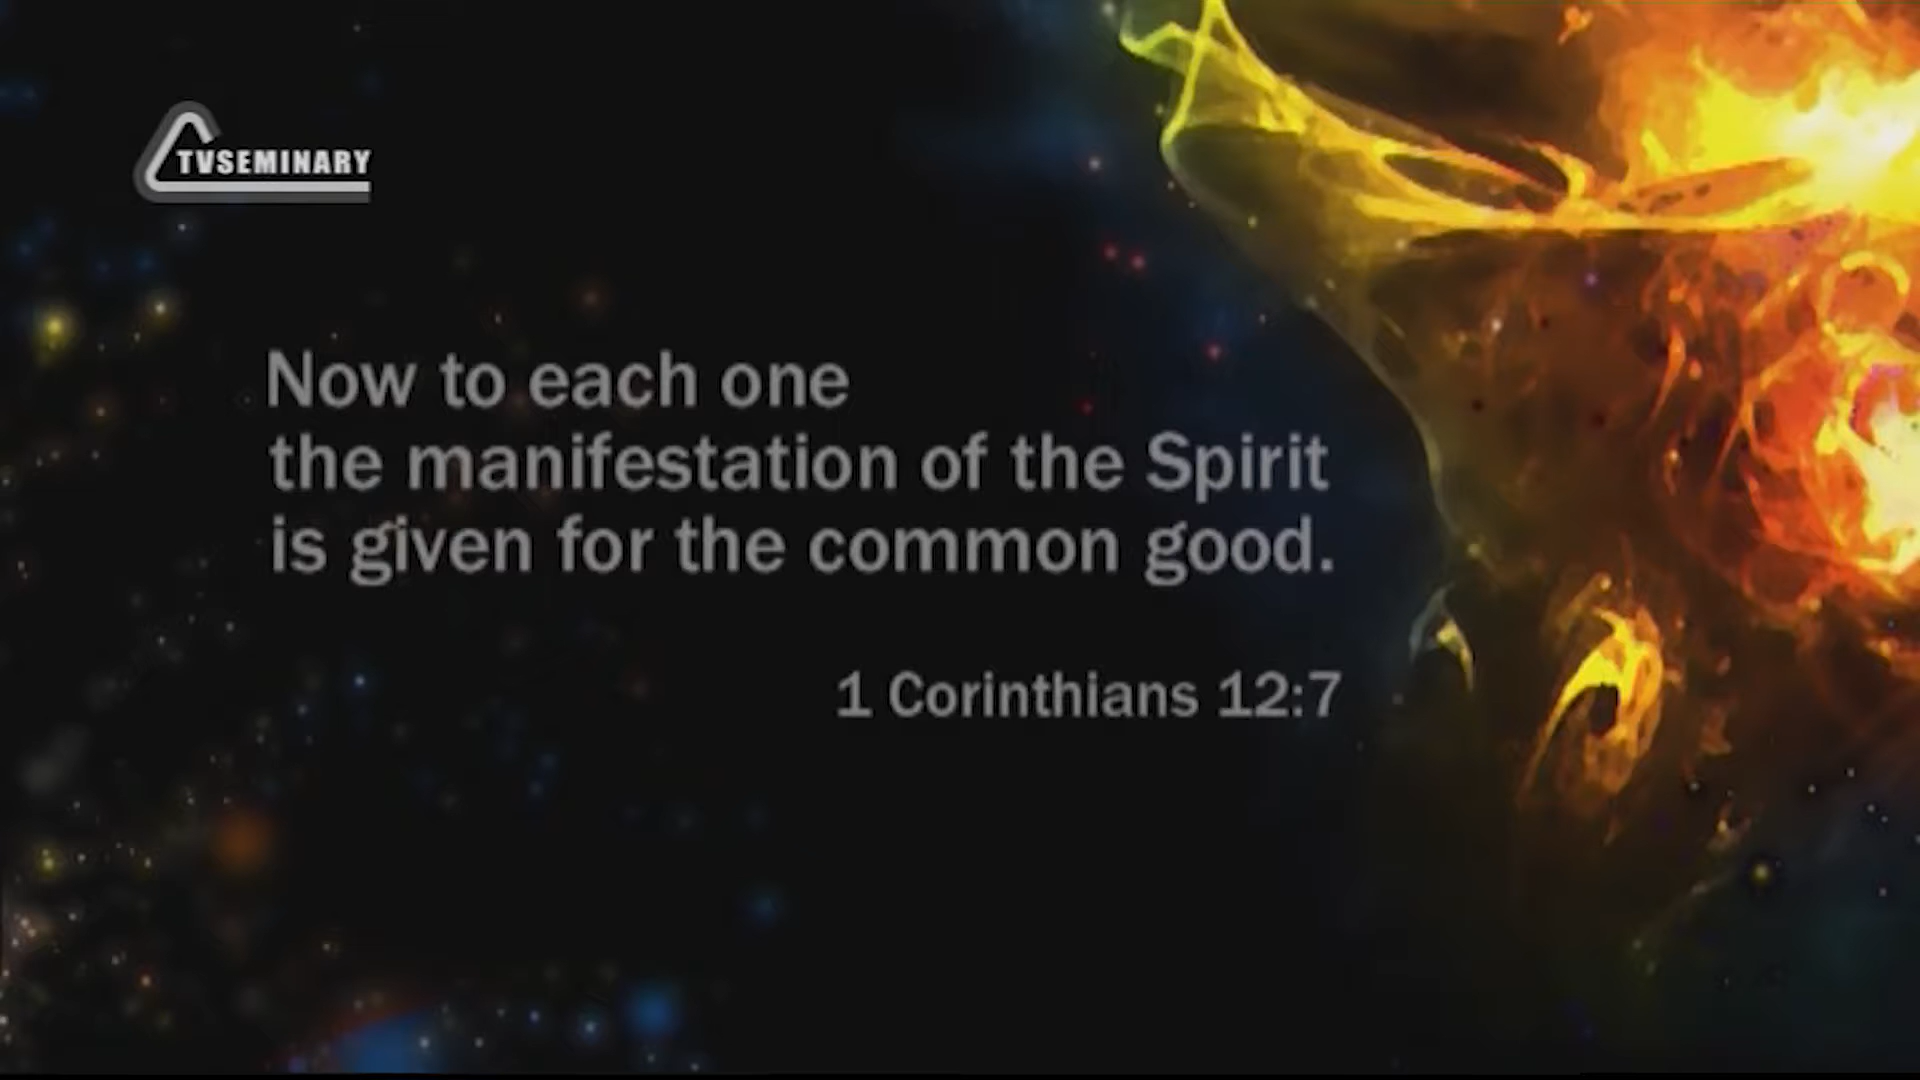 TVSEMINARY
Now to each one
the manifestation of the Spirit
is given for the common good.
1 Corinthians 12:7